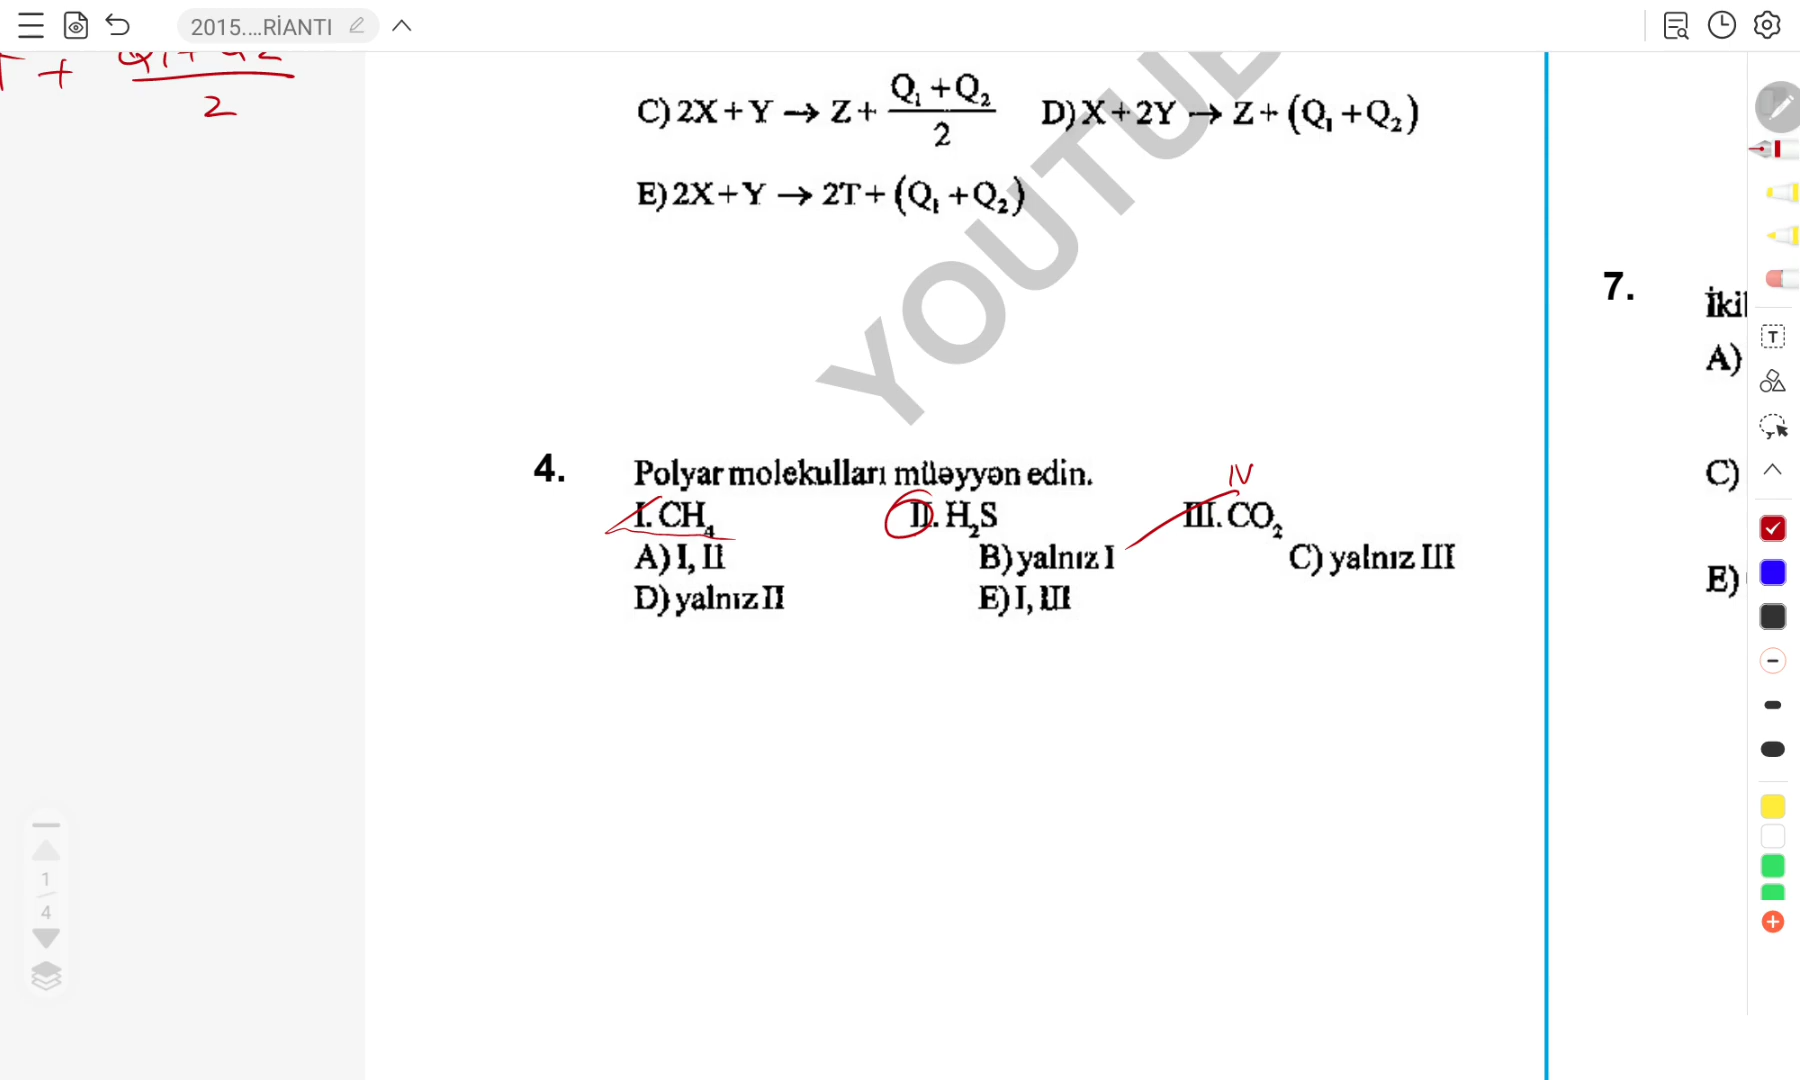 2015....RİANTI
2
C) 2X + Y → Z + (Q₁ + Q₂)/2 D) X + 2Y → Z + (Q₁ + Q₂)
E) 2X + Y → 2T + (Q₁ + Q₂)
YOUTUBE
4. Polyar molekulları müəyyən edin.
IV
I. CH₄ II. H₂S III. CO₂
A) I, II B) yalnız I C) yalnız III
D) yalnız II E) I, III
7.
A)
C)
E)
T
1
4